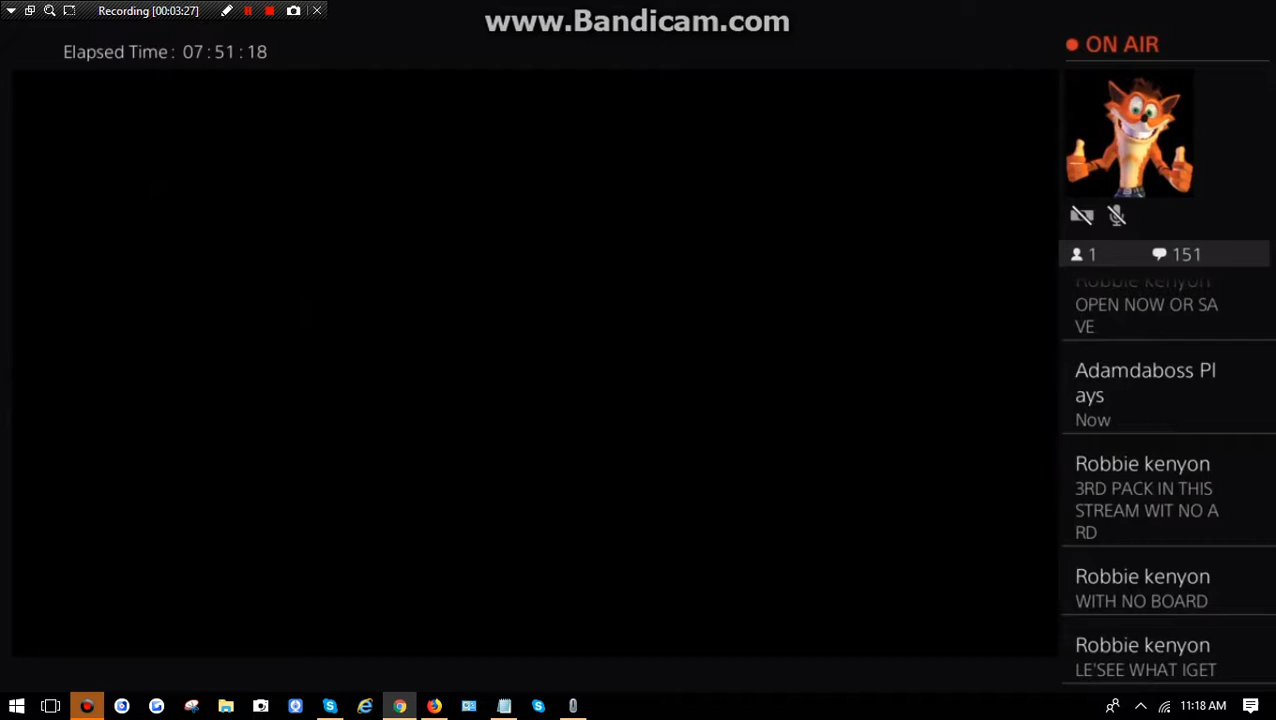 Recording [00:03:27]
www.Bandicam.com
Elapsed Time: 07:51:18
ON AIR
1 151
Robbie kenyon
OPEN NOW OR SA
VE
Adamdaboss Pl
ays
Now
Robbie kenyon
3RD PACK IN THIS
STREAM WIT NO A
RD
Robbie kenyon
WITH NO BOARD
Robbie kenyon
LE'SEE WHAT IGET
11:18 AM